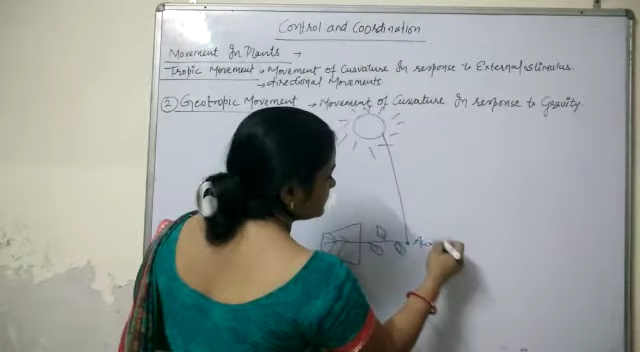 Control and Coordination
Movement In Plants →
Tropic Movement → Movement of Curvature In response to External stimulus.
→ directional Movements.
② Geotropic Movement → Movement of Curvature In response to Gravity